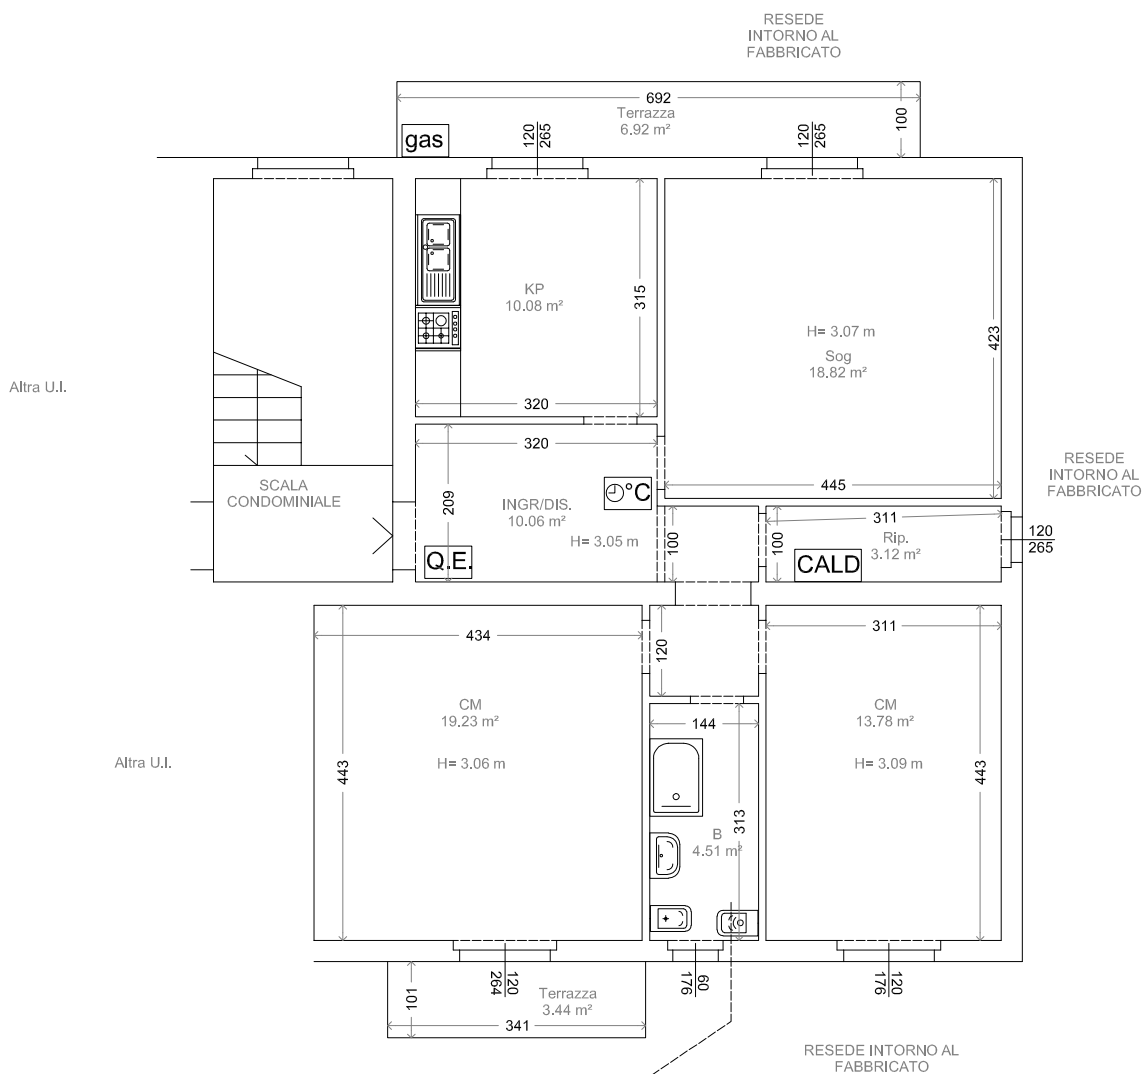 RESEDE
INTORNO AL
FABBRICATO
692
Terrazza
6.92 m²
100
gas
120
265
120
265
KP
10.08 m²
315
H= 3.07 m
Sog
18.82 m²
423
Altra U.I.
320
320
445
SCALA
CONDOMINIALE
209
INGR/DIS.
10.06 m²
H= 3.05 m
°C
Q.E.
100
100
311
Rip.
3.12 m²
CALD
RESEDE
INTORNO AL
FABBRICATO
120
265
434
120
311
CM
19.23 m²
H= 3.06 m
443
144
CM
13.78 m²
H= 3.09 m
443
Altra U.I.
313
B
4.51 m²
120
264
60
176
120
176
101
Terrazza
3.44 m²
341
RESEDE INTORNO AL
FABBRICATO